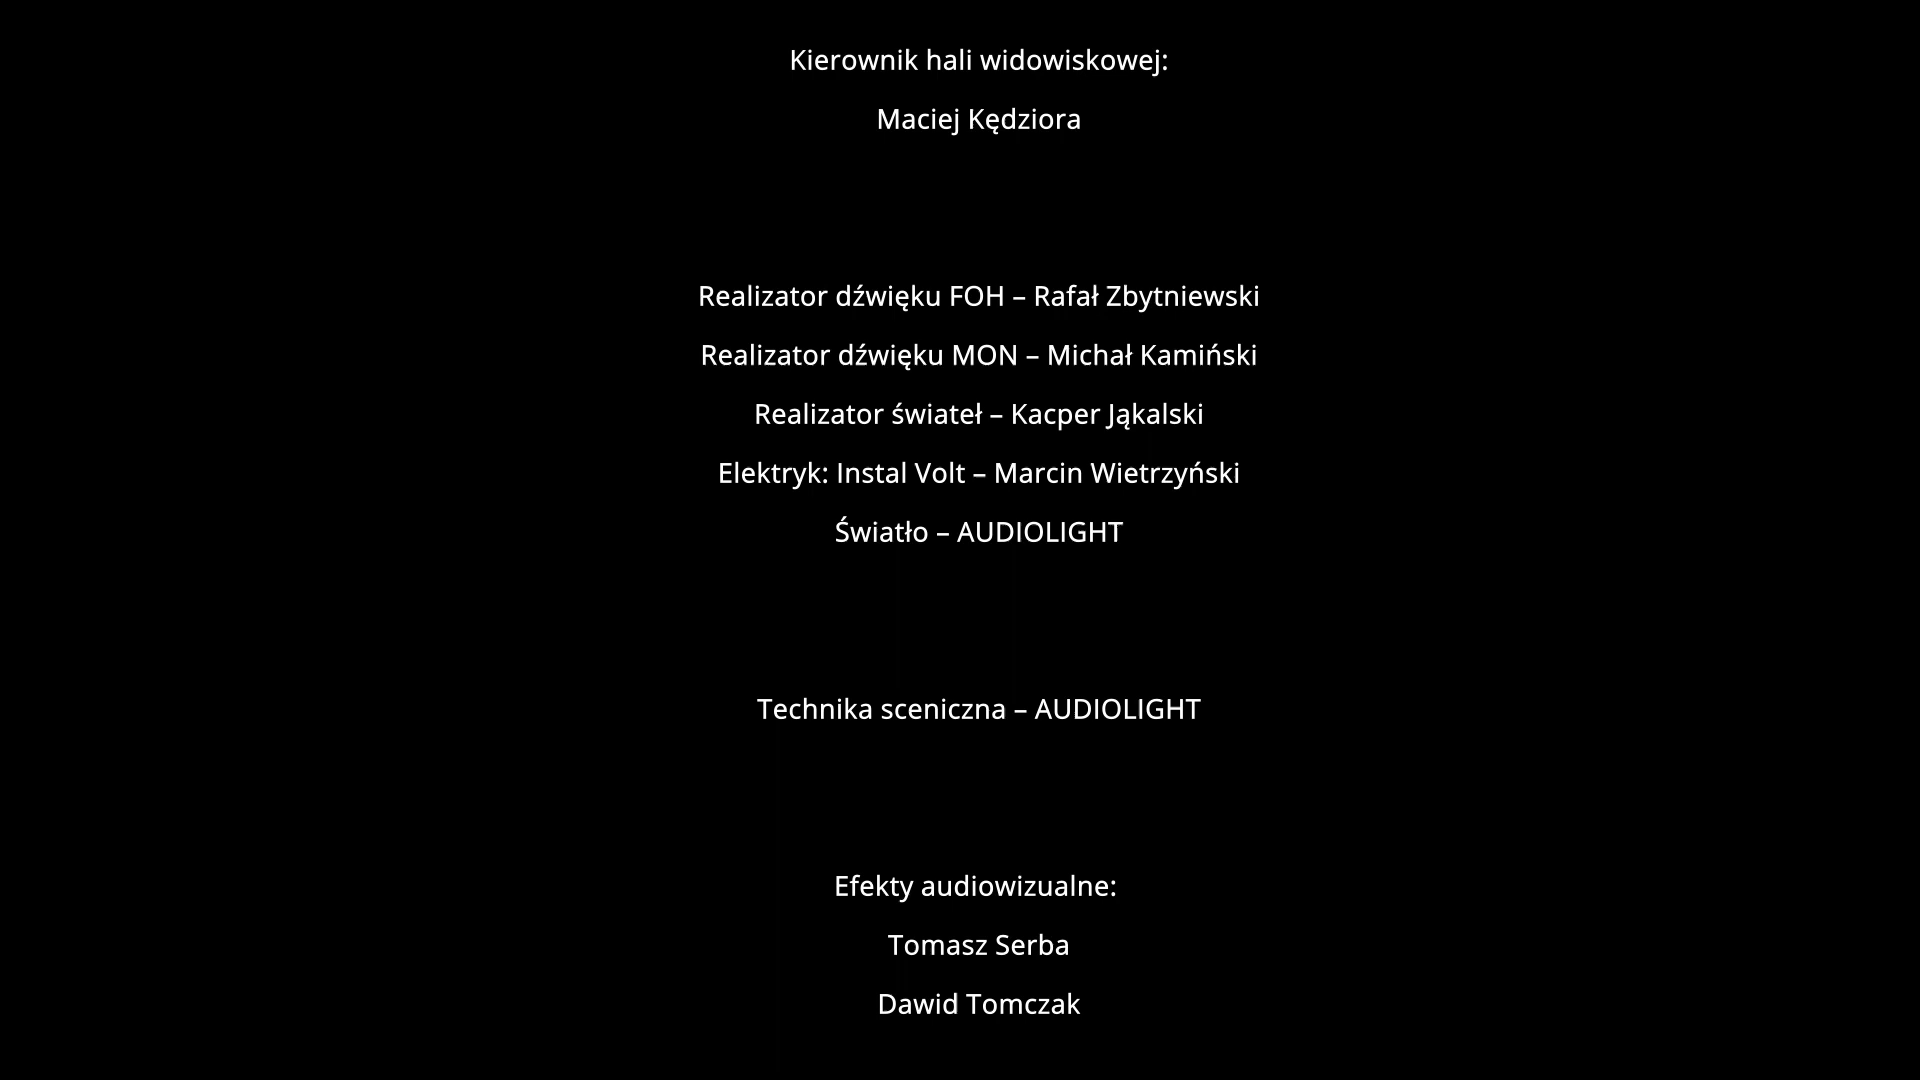 Kierownik hali widowiskowej:
Maciej Kędziora
Realizator dźwięku FOH – Rafał Zbytniewski
Realizator dźwięku MON – Michał Kamiński
Realizator świateł – Kacper Jąkalski
Elektryk: Instal Volt – Marcin Wietrzyński
Światło – AUDIOLIGHT
Technika sceniczna – AUDIOLIGHT
Efekty audiowizualne:
Tomasz Serba
Dawid Tomczak